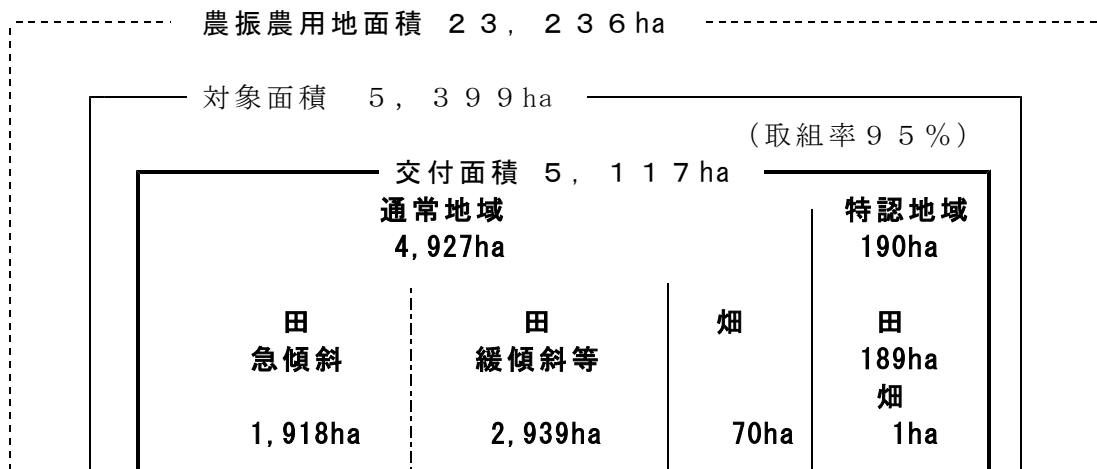 農振農用地面積 ２３，２３６ha
対象面積 ５，３９９ha
（取組率９５％）
交付面積 ５，１１７ha
通常地域 特認地域
4,927ha 190ha
田 田 畑 田
急傾斜 緩傾斜等 189ha
畑
1,918ha 2,939ha 70ha 1ha